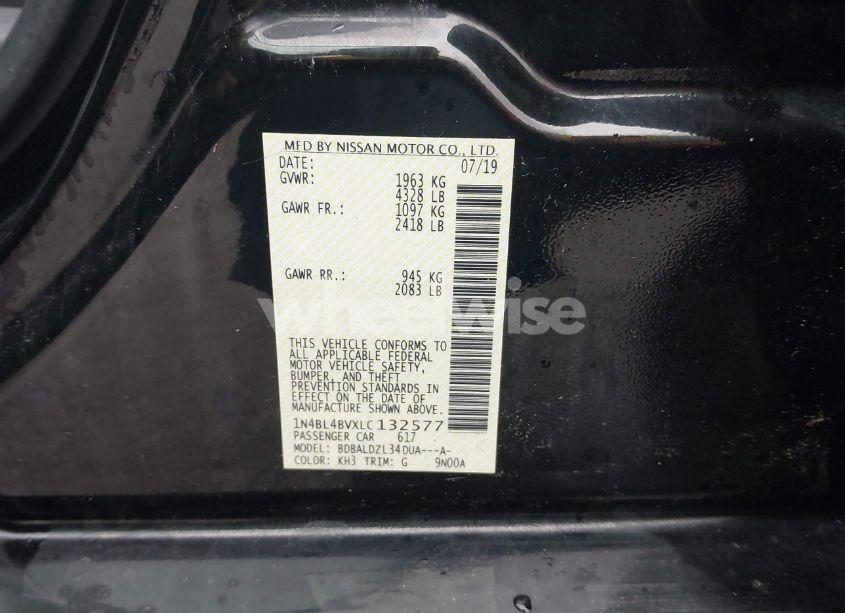 MFD BY NISSAN MOTOR CO., LTD.
DATE: 07/19
GVWR: 1963 KG
4328 LB
GAWR FR.: 1097 KG
2418 LB
GAWR RR.: 945 KG
2083 LB
wheelwise
THIS VEHICLE CONFORMS TO
ALL APPLICABLE FEDERAL
MOTOR VEHICLE SAFETY,
BUMPER, AND THEFT
PREVENTION STANDARDS IN
EFFECT ON THE DATE OF
MANUFACTURE SHOWN ABOVE.
1N4BL4BVXLC132577
PASSENGER CAR 617
MODEL: BDBALDZL34DUA---A-
COLOR: KH3 TRIM: G 9N00A